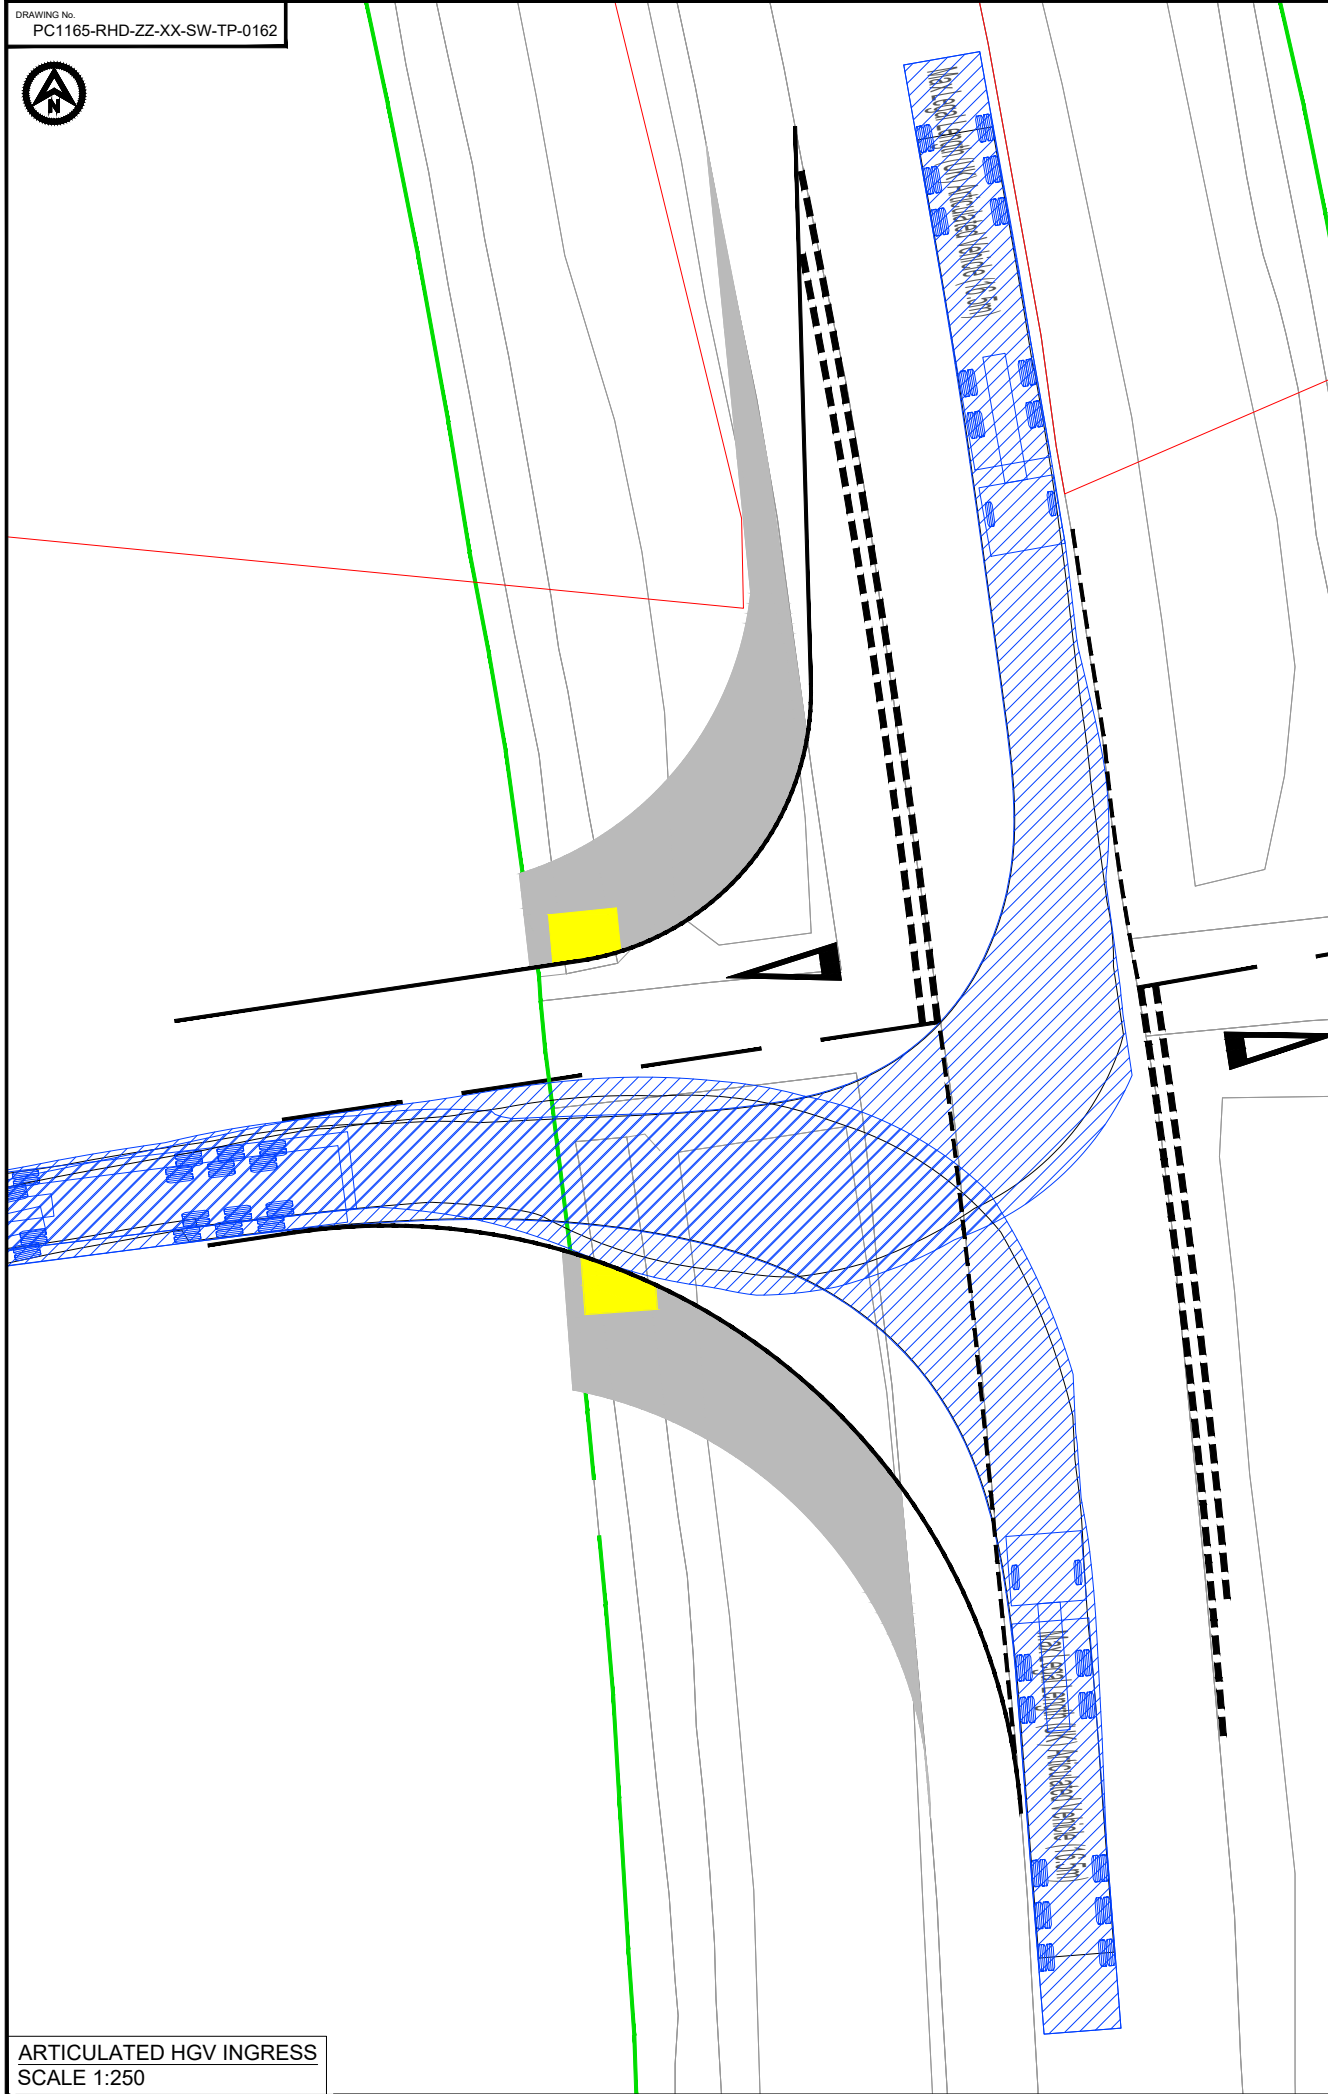 DRAWING No.
PC1165-RHD-ZZ-XX-SW-TP-0162
N
Max Legal Length (UK) Articulated Vehicle (16.5m)
Max Legal Length (UK) Articulated Vehicle (16.5m)
ARTICULATED HGV INGRESS
SCALE 1:250